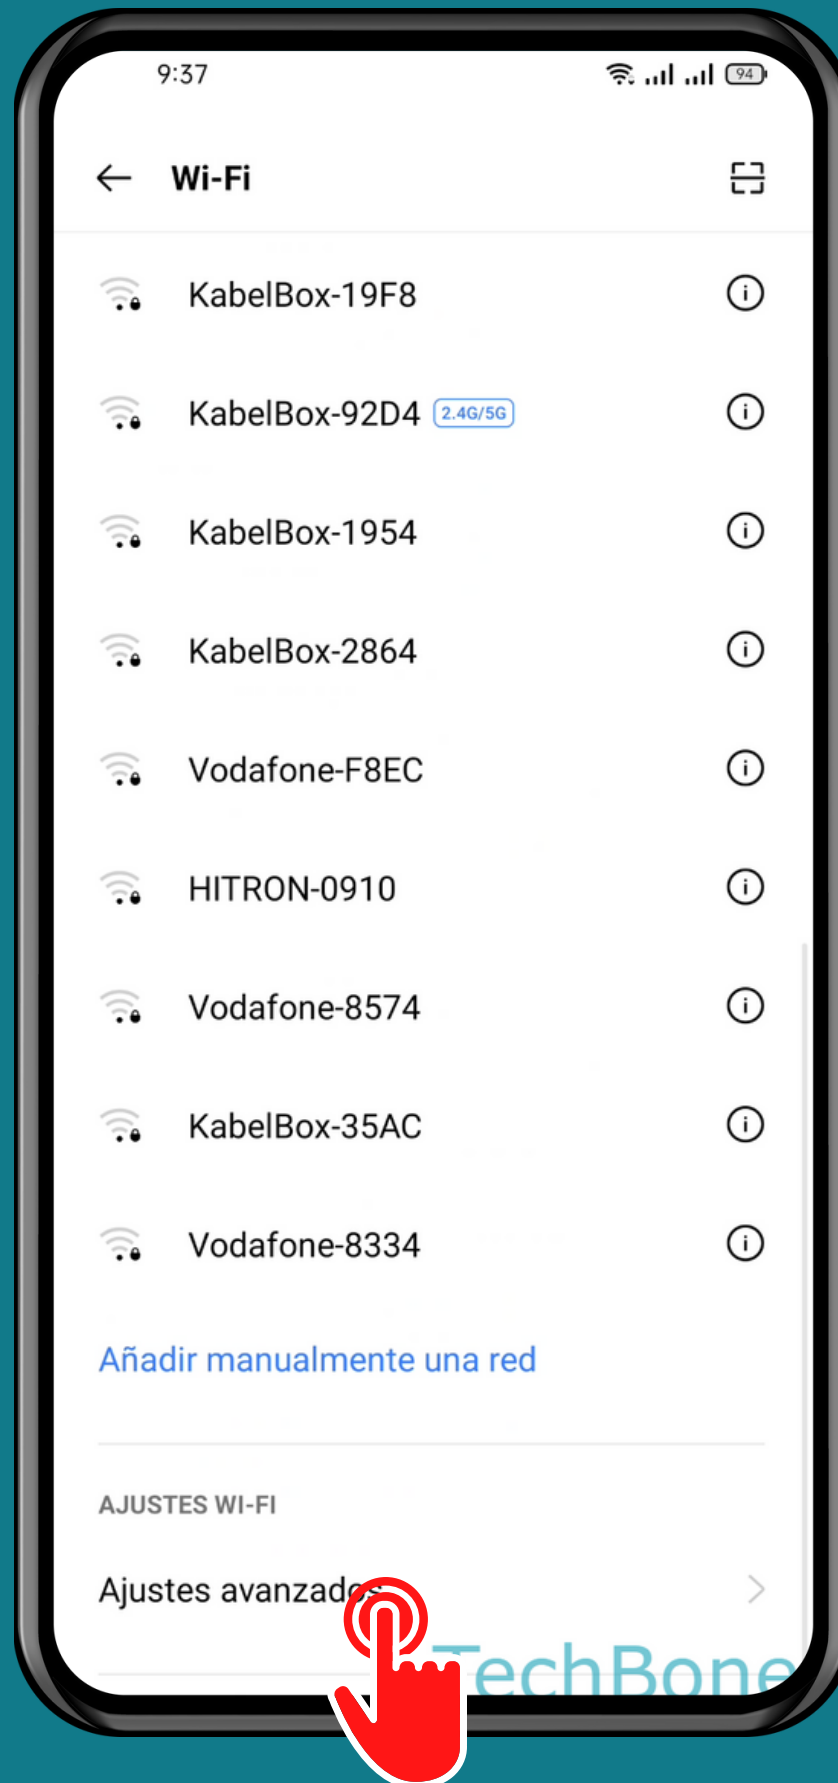 9:37
94
Wi-Fi
KabelBox-19F8
KabelBox-92D4 2.4G/5G
KabelBox-1954
KabelBox-2864
Vodafone-F8EC
HITRON-0910
Vodafone-8574
KabelBox-35AC
Vodafone-8334
Añadir manualmente una red
AJUSTES WI-FI
Ajustes avanzados
TechBone